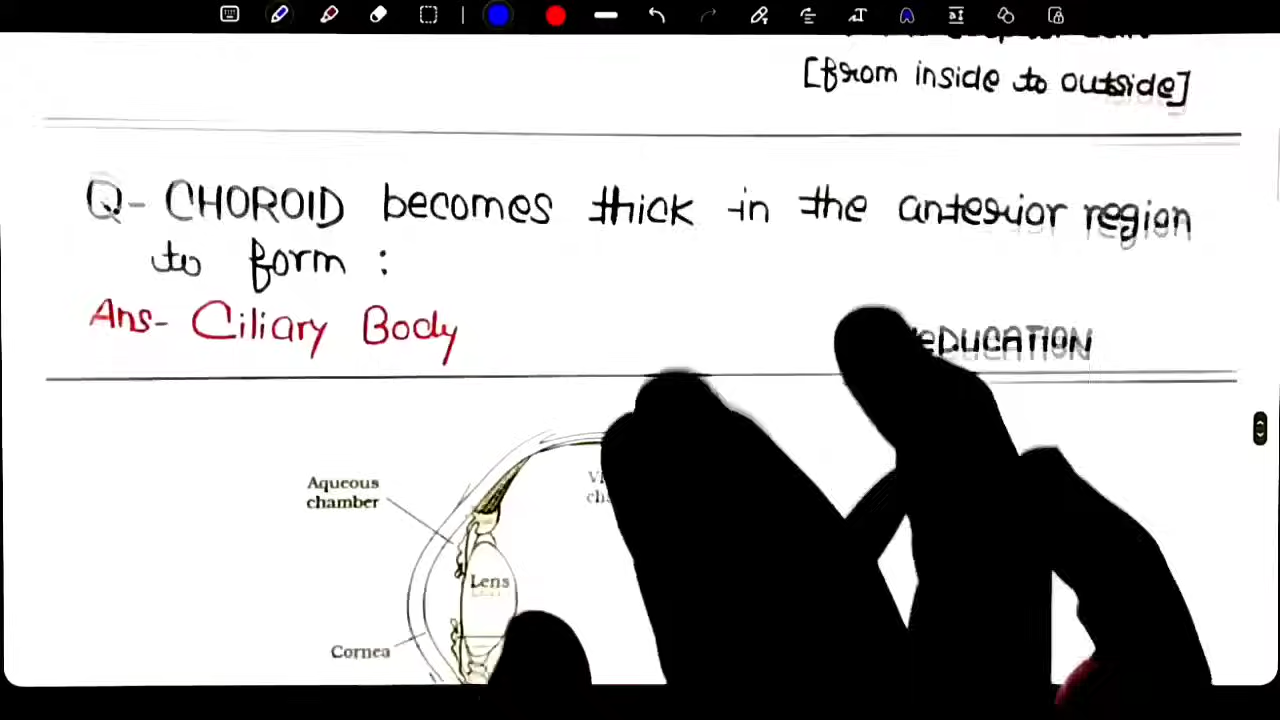 [from inside to outside]
Q- CHOROID becomes thick in the anterior region
to form :
Ans- Ciliary Body
eDUCATION
Aqueous
chamber
Lens
Cornea